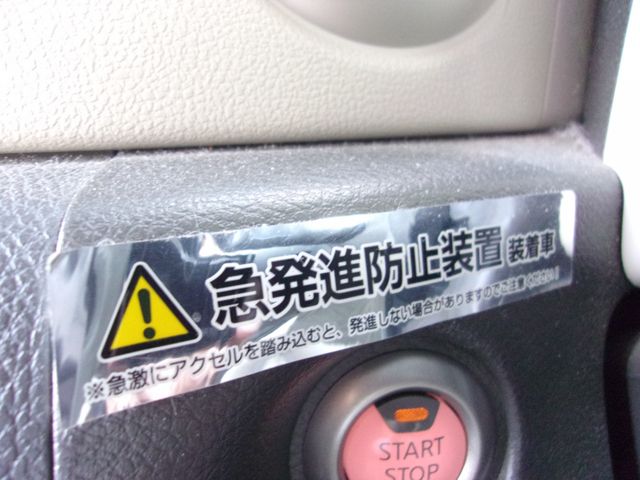 急発進防止装置 装着車
※急激にアクセルを踏み込むと、発進しない場合がありますのでご注意ください!
START
STOP